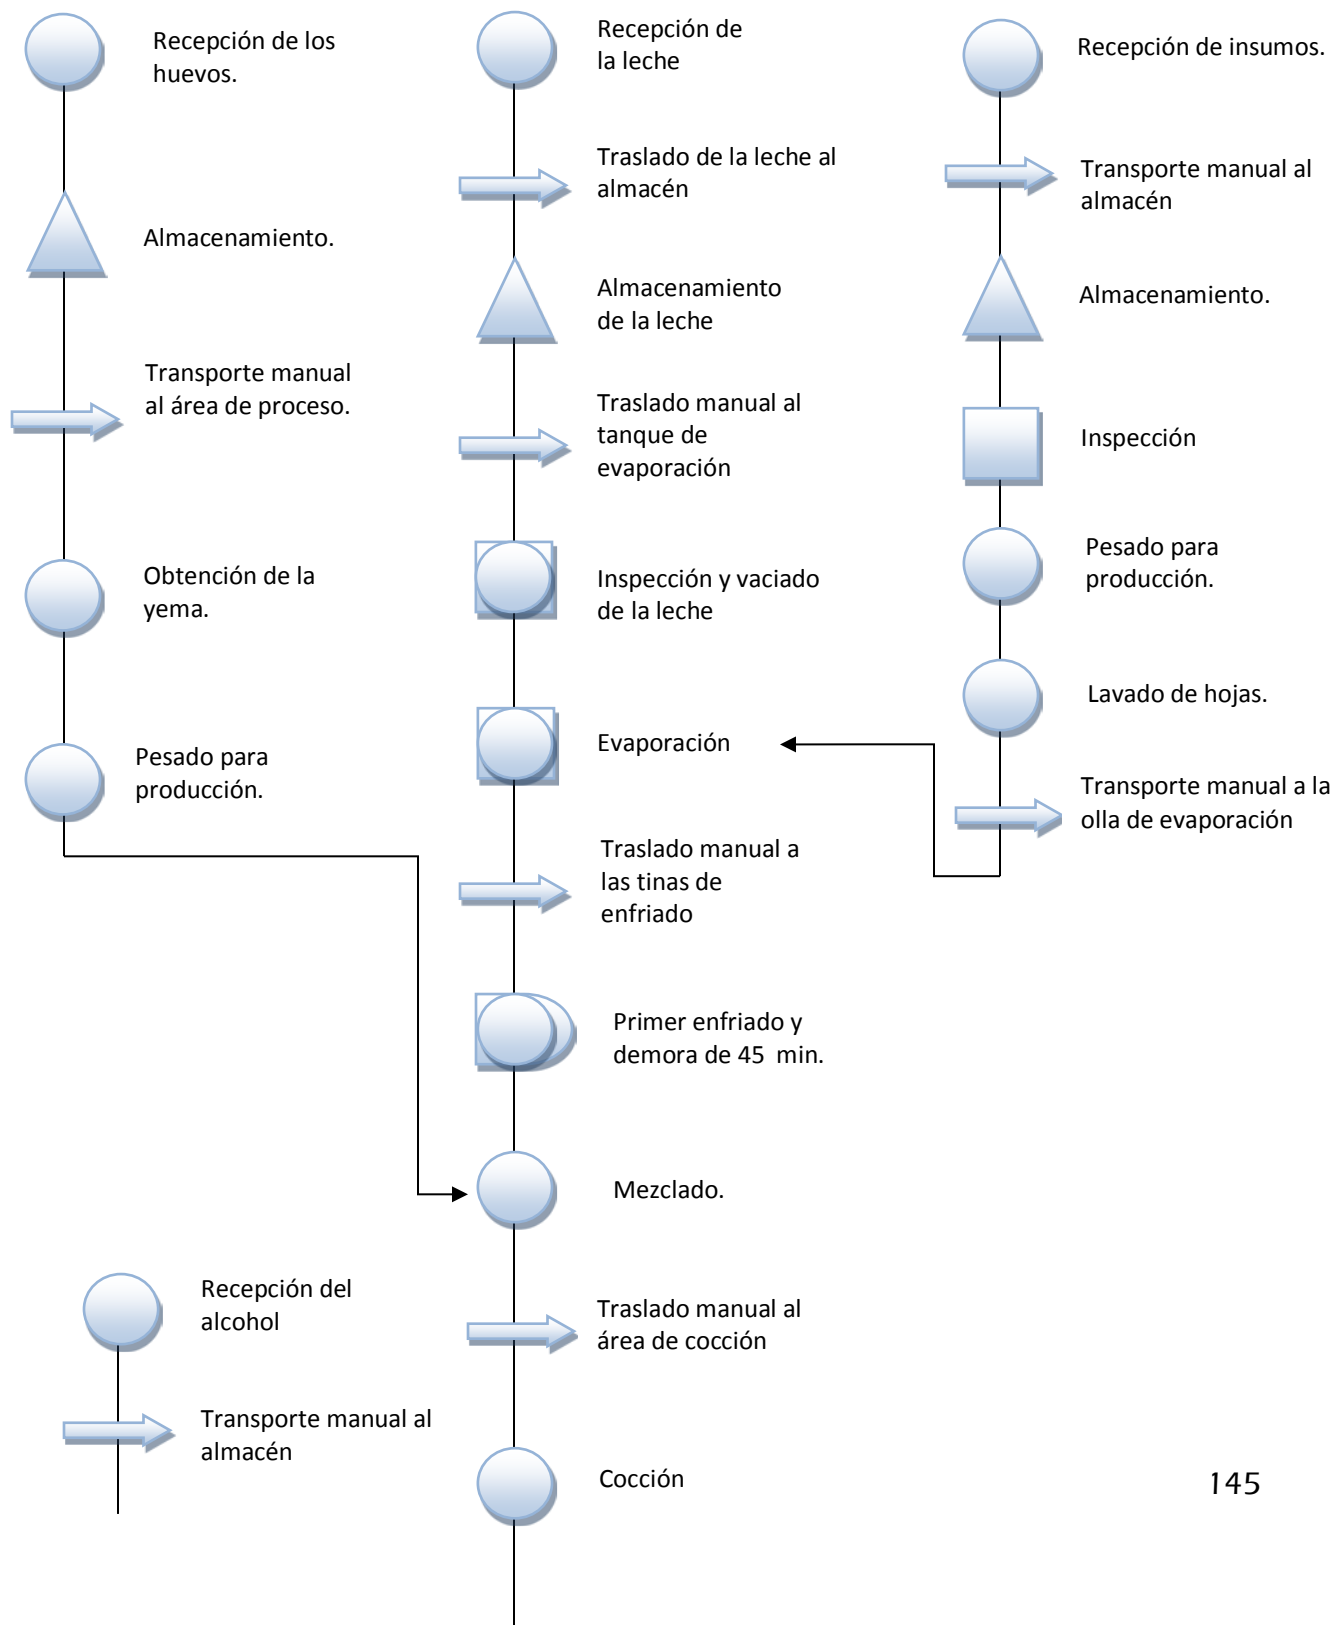 Recepción de los
huevos.
Almacenamiento.
Transporte manual
al área de proceso.
Obtención de la
yema.
Pesado para
producción.
Recepción de
la leche
Traslado de la leche al
almacén
Almacenamiento
de la leche
Traslado manual al
tanque de
evaporación
Inspección y vaciado
de la leche
Evaporación
Traslado manual a
las tinas de
enfriado
Primer enfriado y
demora de 45 min.
Mezclado.
Traslado manual al
área de cocción
Cocción
Recepción de insumos.
Transporte manual al
almacén
Almacenamiento.
Inspección
Pesado para
producción.
Lavado de hojas.
Transporte manual a la
olla de evaporación
Recepción del
alcohol
Transporte manual al
almacén
145